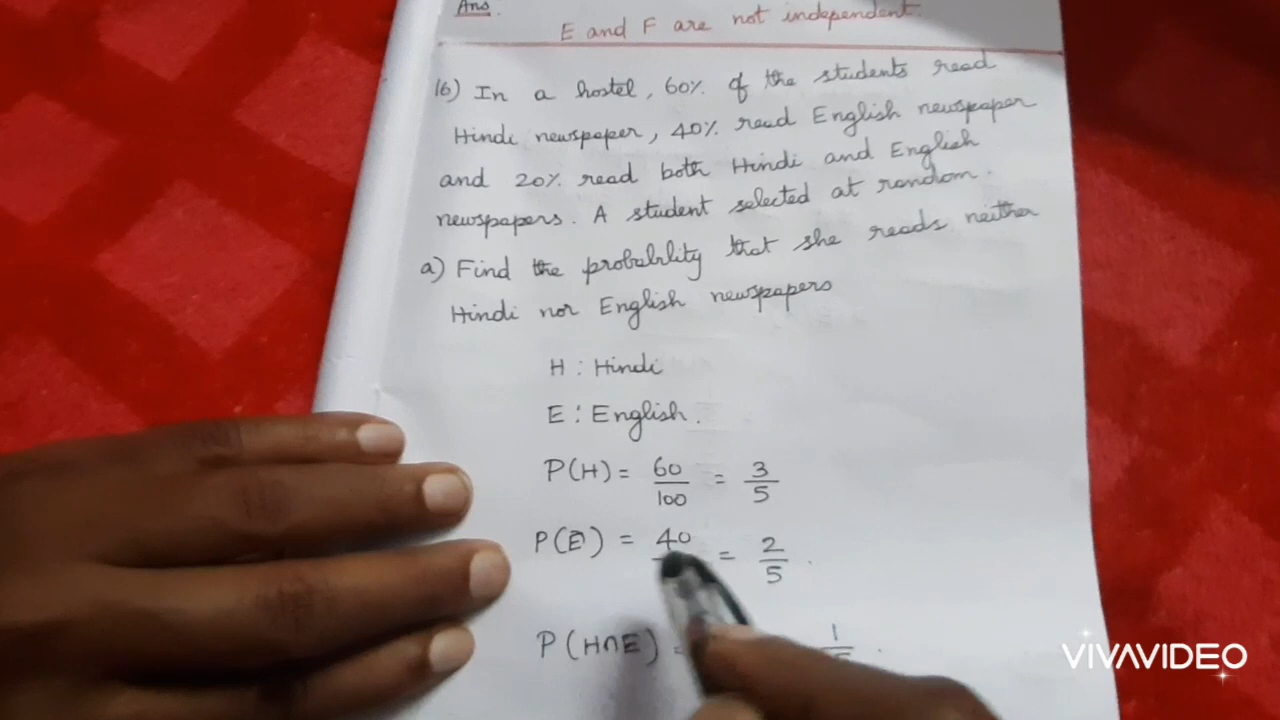 Ans.
E and F are not independent.
16) In a hostel, 60% of the students read
Hindi newspaper, 40% read English newspaper
and 20% read both Hindi and English
newspapers. A student selected at random.
a) Find the probability that she reads neither
Hindi nor English newspapers
H : Hindi
E : English.
P(H) = 60/100 = 3/5
P(E) = 40 = 2/5.
P(H∩E) = 1
VIVAVIDEO